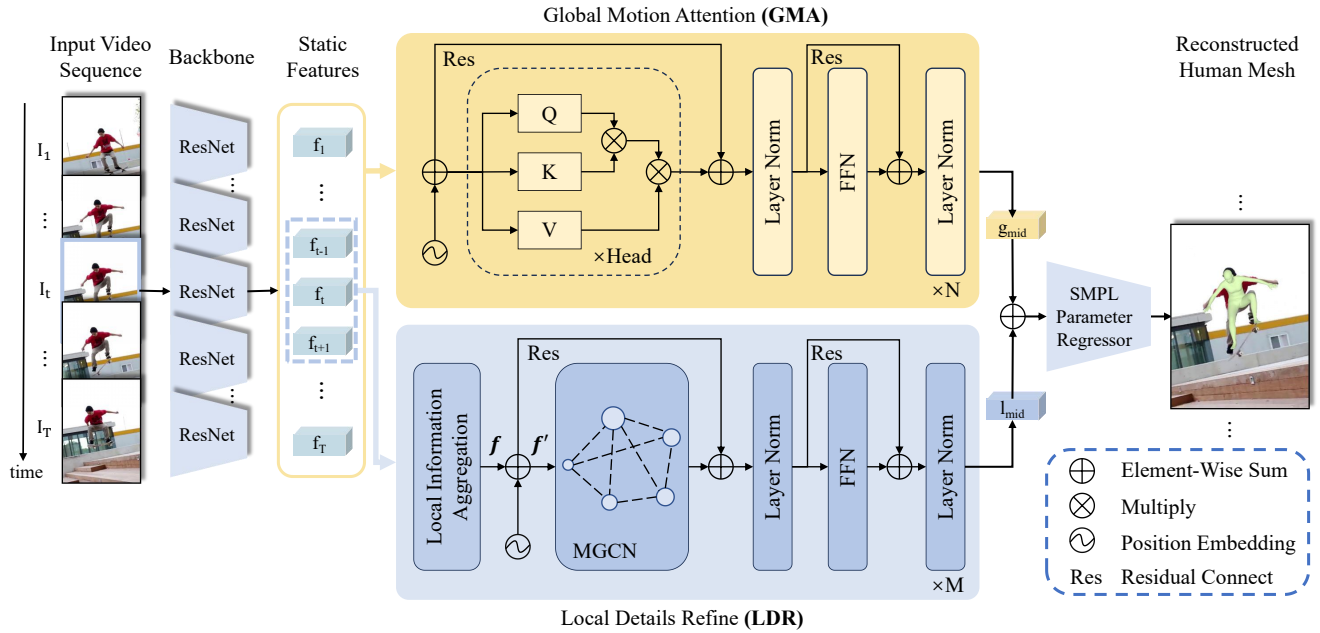 Global Motion Attention (GMA)
Input Video
Sequence
Backbone
Static
Features
Reconstructed
Human Mesh
I1
⋮
It
⋮
IT
time
ResNet
⋮
ResNet
ResNet
ResNet
⋮
ResNet
f1
⋮
ft-1
ft
ft+1
⋮
fT
Res
Q
K
V
×Head
Layer Norm
Res
FFN
Layer Norm
×N
gmid
Local Information
Aggregation
f
f′
Res
MGCN
Layer Norm
Res
FFN
Layer Norm
×M
lmid
SMPL
Parameter
Regressor
⋮
⋮
Element-Wise Sum
Multiply
Position Embedding
Res Residual Connect
Local Details Refine (LDR)